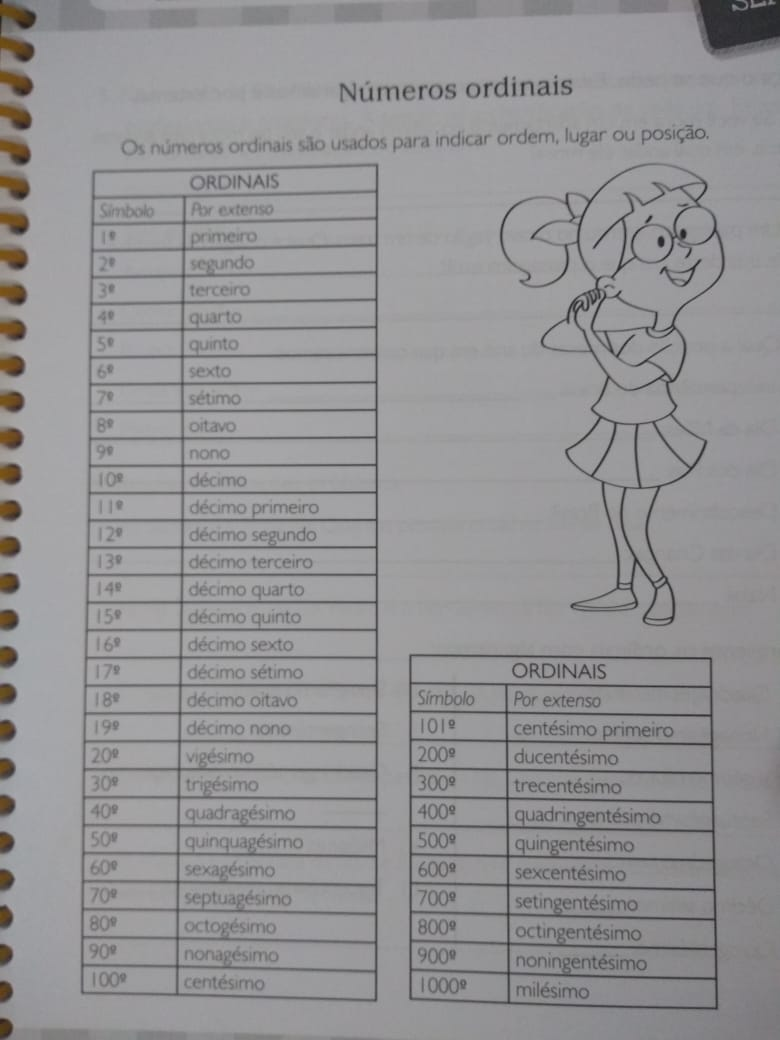 Números ordinais
Os números ordinais são usados para indicar ordem, lugar ou posição.
ORDINAIS
Símbolo Por extenso
1º primeiro
2º segundo
3º terceiro
4º quarto
5º quinto
6º sexto
7º sétimo
8º oitavo
9º nono
10º décimo
11º décimo primeiro
12º décimo segundo
13º décimo terceiro
14º décimo quarto
15º décimo quinto
16º décimo sexto
17º décimo sétimo
18º décimo oitavo
19º décimo nono
20º vigésimo
30º trigésimo
40º quadragésimo
50º quinquagésimo
60º sexagésimo
70º septuagésimo
80º octogésimo
90º nonagésimo
100º centésimo
ORDINAIS
Símbolo Por extenso
101º centésimo primeiro
200º ducentésimo
300º trecentésimo
400º quadringentésimo
500º quingentésimo
600º sexcentésimo
700º setingentésimo
800º octingentésimo
900º noningentésimo
1000º milésimo